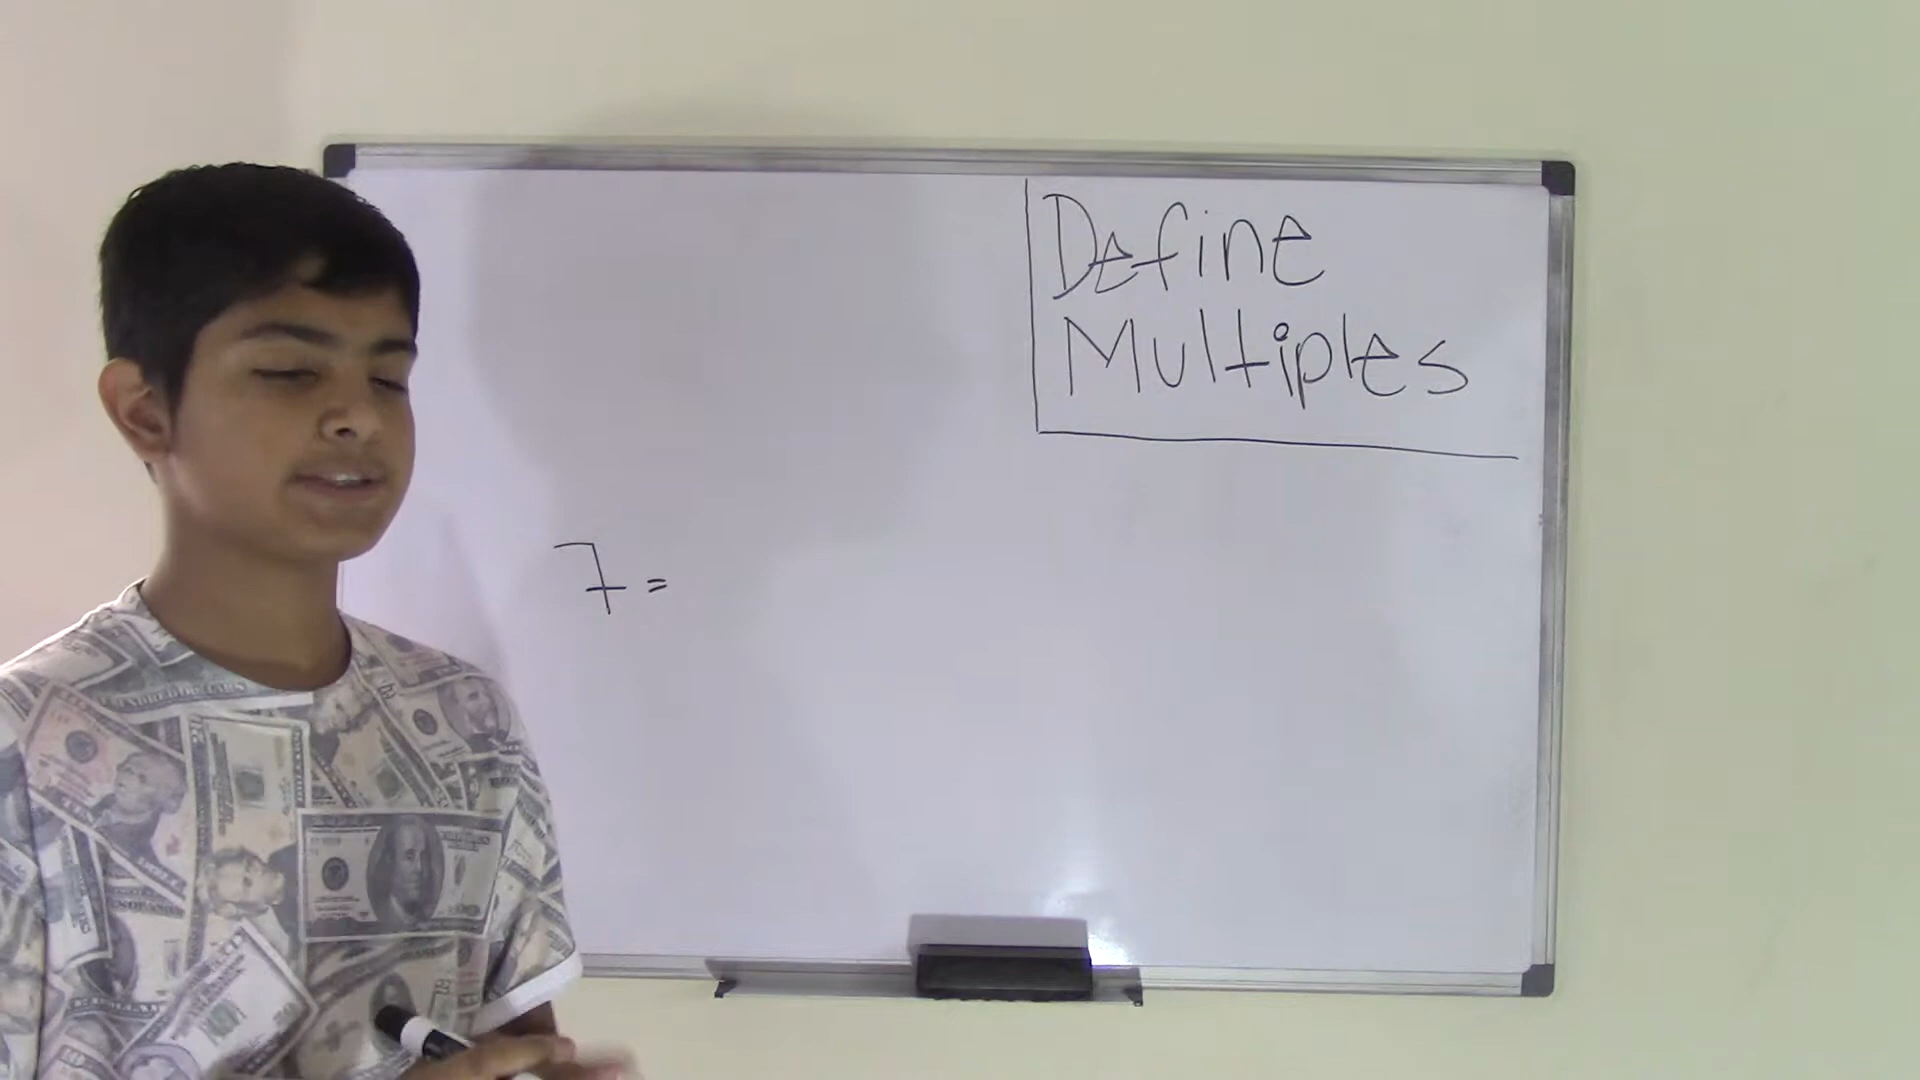 Define
Multiples
7 =